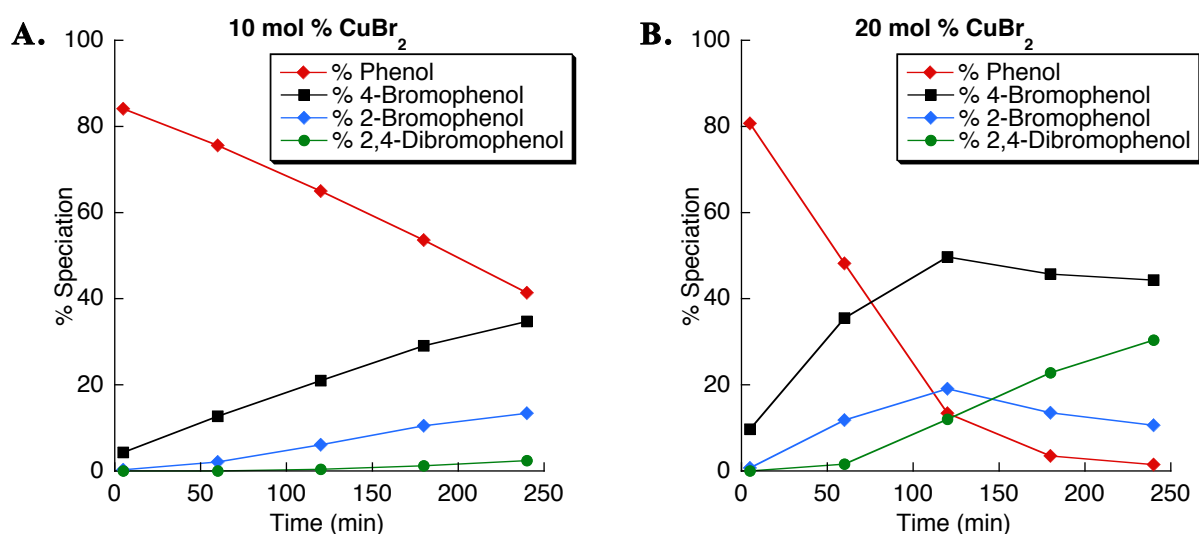 A.
10 mol % CuBr2
100
80
60
40
20
0
% Speciation
% Phenol
% 4-Bromophenol
% 2-Bromophenol
% 2,4-Dibromophenol
0 50 100 150 200 250
Time (min)
B.
20 mol % CuBr2
100
80
60
40
20
0
% Speciation
% Phenol
% 4-Bromophenol
% 2-Bromophenol
% 2,4-Dibromophenol
0 50 100 150 200 250
Time (min)